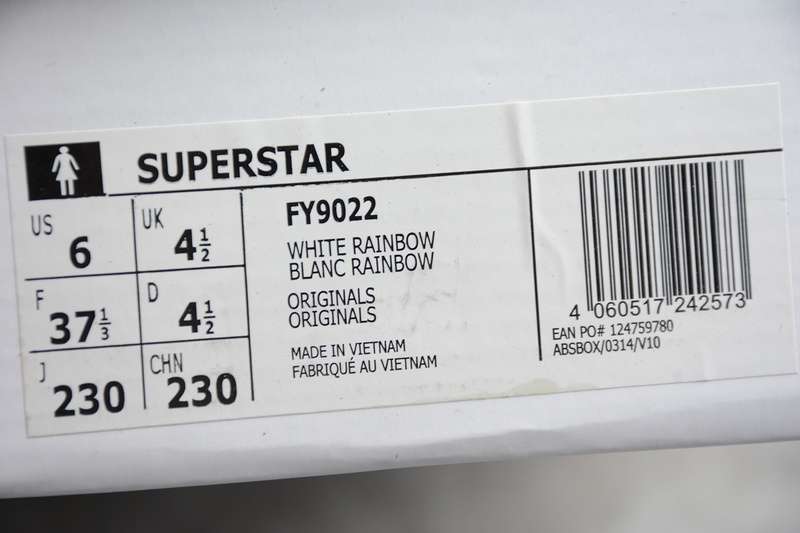 SUPERSTAR
US 6
UK 4½
F 37⅓
D 4½
J 230
CHN 230
FY9022
WHITE RAINBOW
BLANC RAINBOW
ORIGINALS
ORIGINALS
MADE IN VIETNAM
FABRIQUÉ AU VIETNAM
4 060517 242573
EAN PO# 124759780
ABSBOX/0314/V10